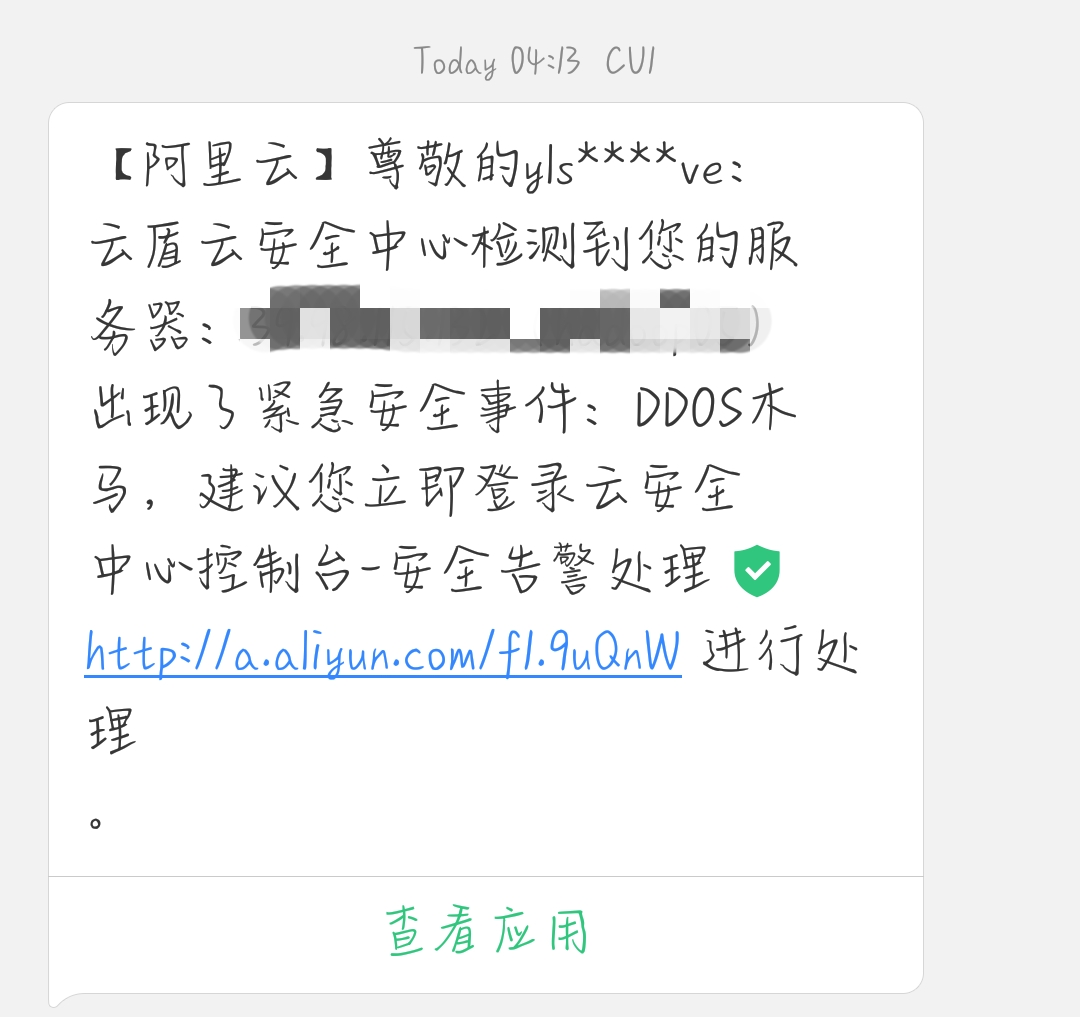 Today 04:13 CU1
【阿里云】尊敬的yls****ve：
云盾云安全中心检测到您的服
务器：
出现了紧急安全事件：DDOS木
马，建议您立即登录云安全
中心控制台-安全告警处理
http://a.aliyun.com/f1.9uQnW 进行处
理
。
查看应用